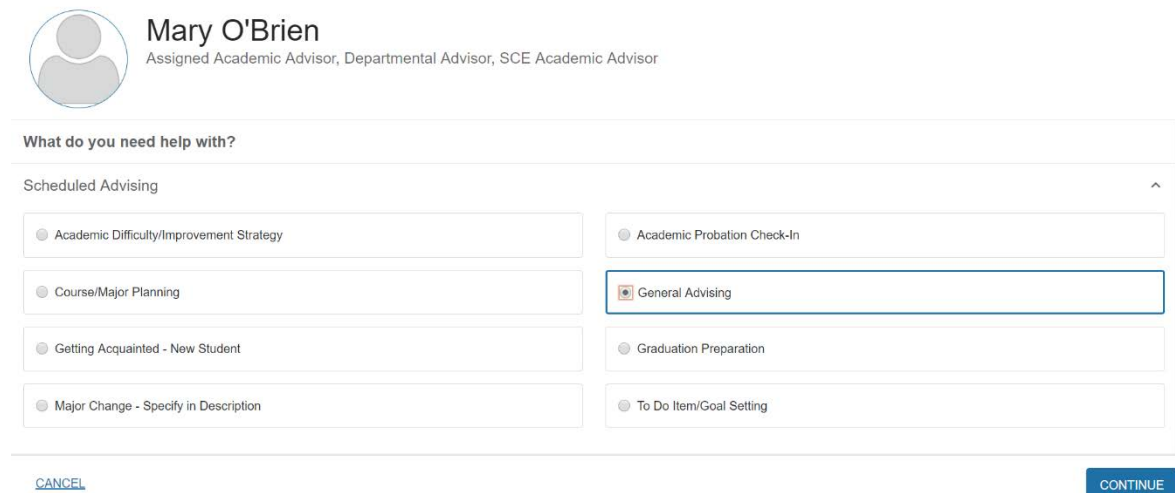 Mary O'Brien
Assigned Academic Advisor, Departmental Advisor, SCE Academic Advisor
What do you need help with?
Scheduled Advising
Academic Difficulty/Improvement Strategy
Academic Probation Check-In
Course/Major Planning
General Advising
Getting Acquainted - New Student
Graduation Preparation
Major Change - Specify in Description
To Do Item/Goal Setting
CANCEL
CONTINUE